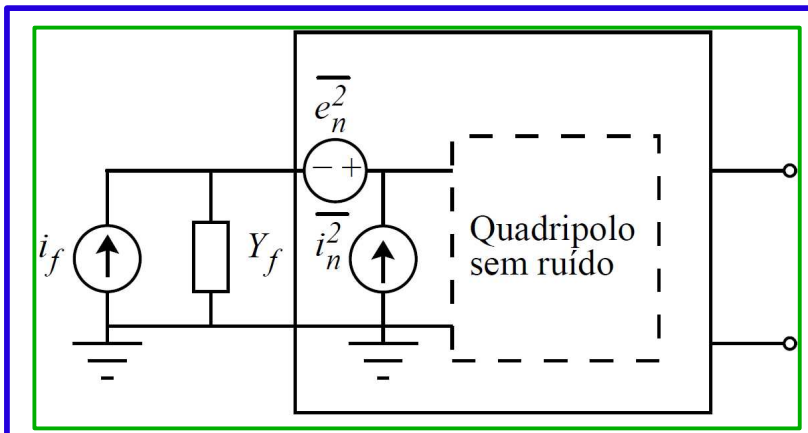 e_n^2
− +
i_f
Y_f
i_n^2
Quadripolo
sem ruído